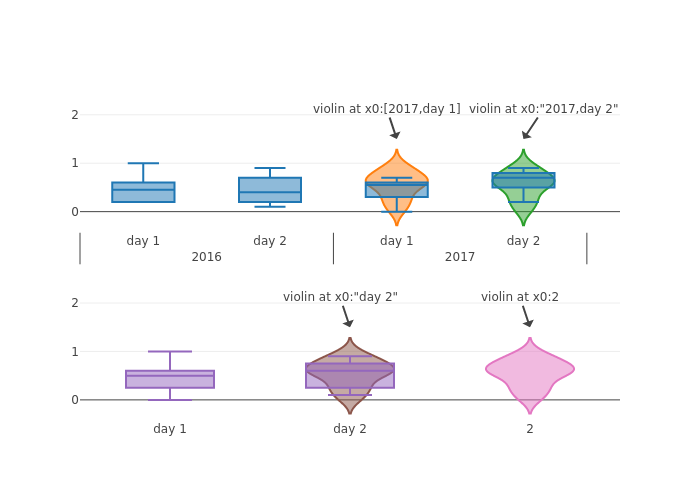 violin at x0:[2017,day 1] violin at x0:"2017,day 2"
2
1
0
day 1 day 2 day 1 day 2
2016 2017
violin at x0:"day 2" violin at x0:2
2
1
0
day 1 day 2 2